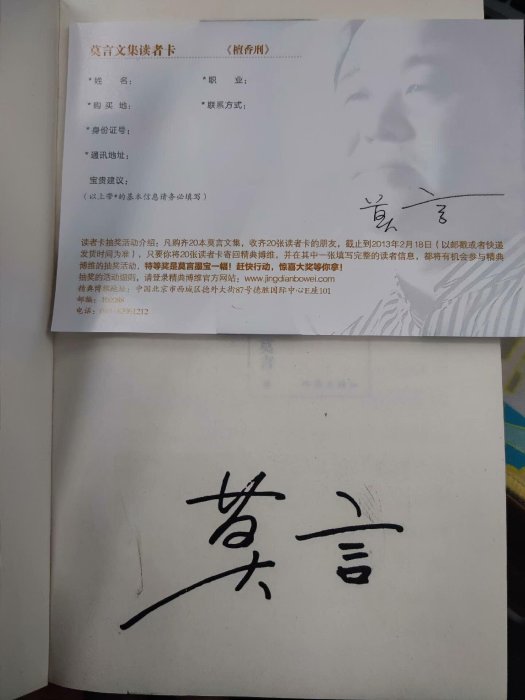 莫言文集读者卡 《檀香刑》
*姓 名： *职 业：
*购 买 地： *联系方式：
*身份证号：
*通讯地址：
宝贵建议：
（以上带*的基本信息请务必填写）
莫言
读者卡抽奖活动介绍：凡购齐20本莫言文集，收齐20张读者卡的朋友，截止到2013年2月18日（以邮戳或者快递
发货时间为准），只要你将20张读者卡寄回精典博维，并在其中一张填写完整的读者信息，都将有机会参与精典
博维的抽奖活动，特等奖是莫言墨宝一幅！赶快行动，惊喜大奖等你拿！
抽奖的活动细则，请登录精典博维官方网站：www.jingdianbowei.com
精典博维地址：中国北京市西城区德外大街87号德胜国际中心E座101
邮编：
电话：
莫言